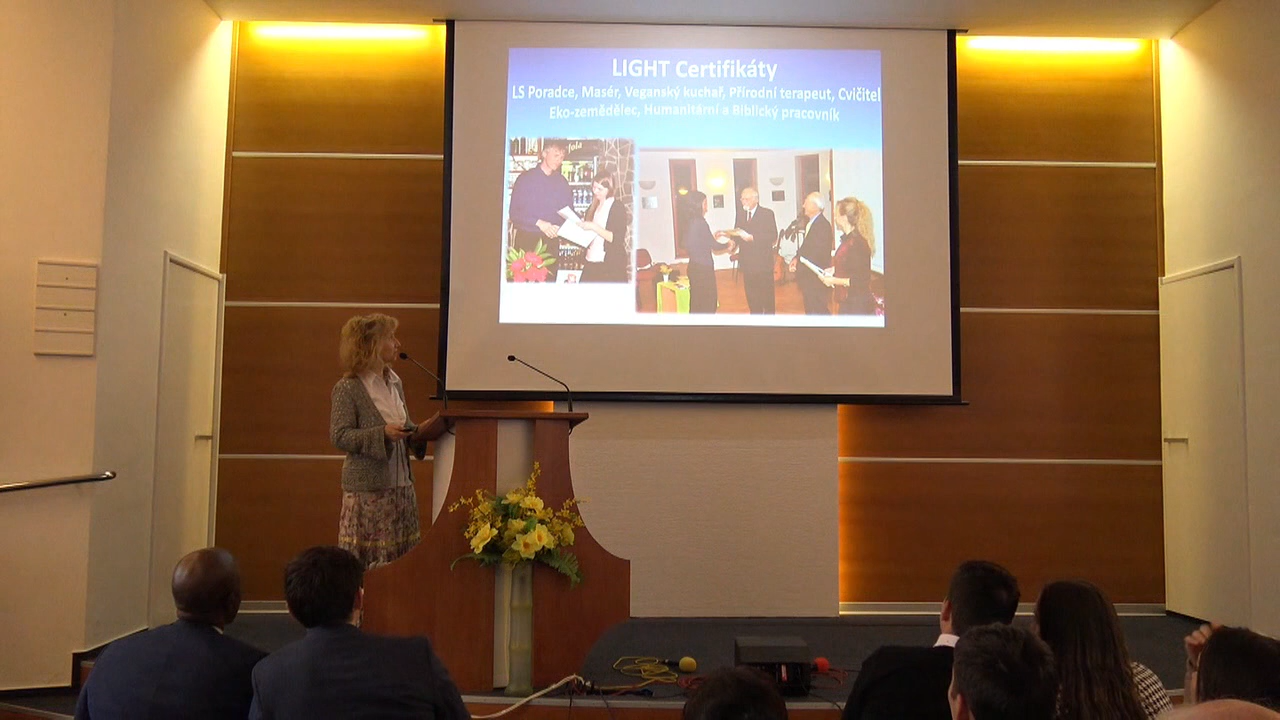 LIGHT Certifikáty
LS Poradce, Masér, Veganský kuchař, Přírodní terapeut, Cvičitel
Eko-zemědělec, Humanitární a Biblický pracovník